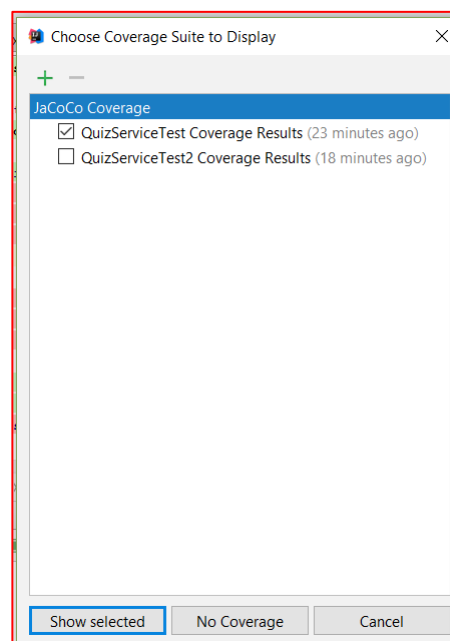 Choose Coverage Suite to Display
JaCoCo Coverage
QuizServiceTest Coverage Results (23 minutes ago)
QuizServiceTest2 Coverage Results (18 minutes ago)
Show selected
No Coverage
Cancel